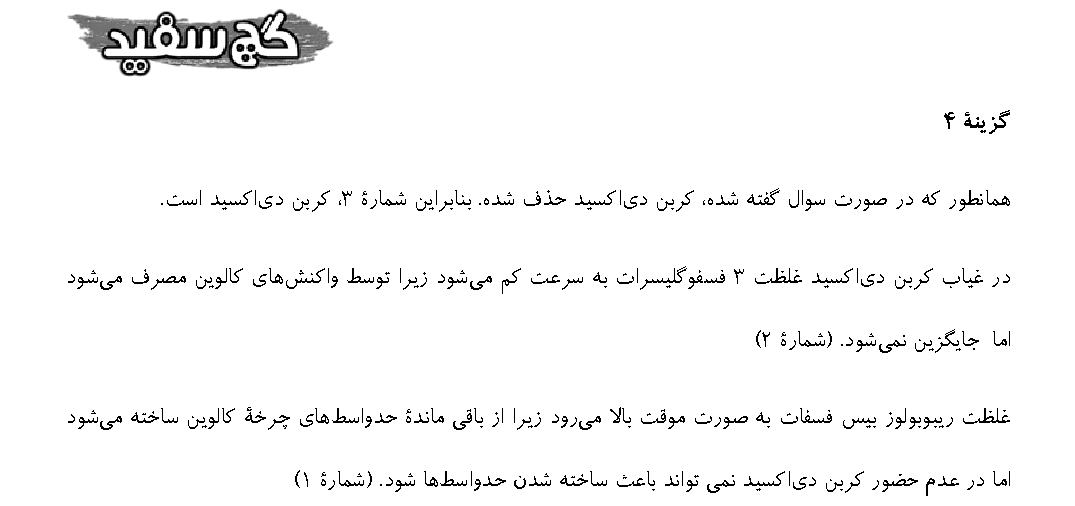 گچ سفید
گزینهٔ ۴
همانطور که در صورت سوال گفته شده، کربن دی‌اکسید حذف شده. بنابراین شمارهٔ ۳، کربن دی‌اکسید است.
در غیاب کربن دی‌اکسید غلظت ۳ فسفوگلیسرات به سرعت کم می‌شود زیرا توسط واکنش‌های کالوین مصرف می‌شود
اما جایگزین نمی‌شود. (شمارهٔ ۲)
غلظت ریبوبولوز بیس فسفات به صورت موقت بالا می‌رود زیرا از باقی ماندهٔ حدواسط‌های چرخهٔ کالوین ساخته می‌شود
اما در عدم حضور کربن دی‌اکسید نمی تواند باعث ساخته شدن حدواسط‌ها شود. (شمارهٔ ۱)